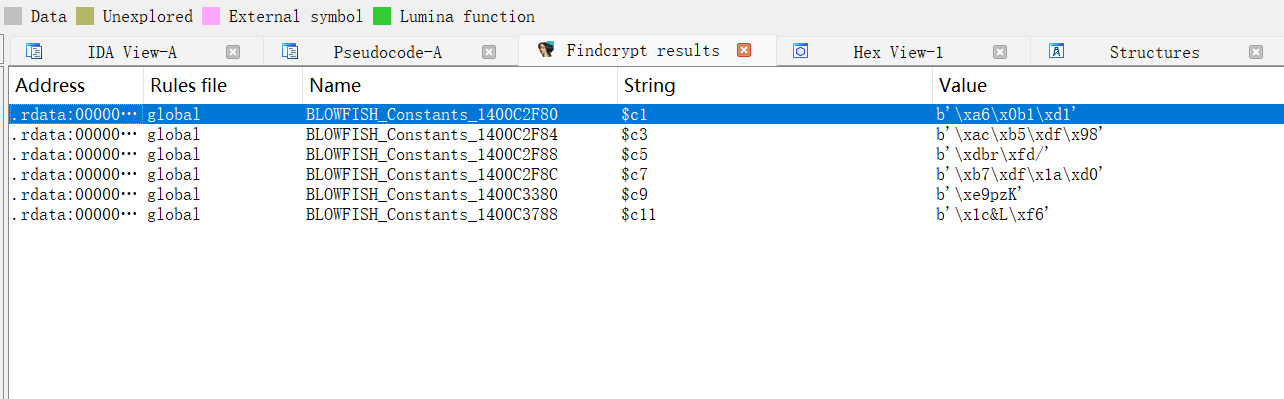 Data Unexplored External symbol Lumina function
IDA View-A Pseudocode-A Findcrypt results Hex View-1 Structures
Address Rules file Name String Value
.rdata:00000… global BLOWFISH_Constants_1400C2F80 $c1 b'\xa6\x0b1\xd1'
.rdata:00000… global BLOWFISH_Constants_1400C2F84 $c3 b'\xac\xb5\xdf\x98'
.rdata:00000… global BLOWFISH_Constants_1400C2F88 $c5 b'\xdbr\xfd/'
.rdata:00000… global BLOWFISH_Constants_1400C2F8C $c7 b'\xb7\xdf\x1a\xd0'
.rdata:00000… global BLOWFISH_Constants_1400C3380 $c9 b'\xe9pzK'
.rdata:00000… global BLOWFISH_Constants_1400C3788 $c11 b'\x1c&L\xf6'